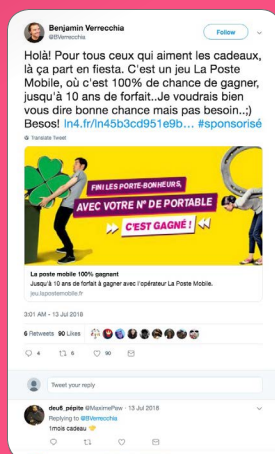 Benjamin Verrecchia
@BVerrecchia
Follow
Holà! Pour tous ceux qui aiment les cadeaux,
là ça part en fiesta. C'est un jeu La Poste
Mobile, où c'est 100% de chance de gagner,
jusqu'à 10 ans de forfait..Je voudrais bien
vous dire bonne chance mais pas besoin..;)
Besos! ln4.fr/ln45b3cd951e9b... #sponsorisé
Translate Tweet
FINI LES PORTE-BONHEURS,
AVEC VOTRE N° DE PORTABLE
C'EST GAGNÉ !
La poste mobile 100% gagnant
Jusqu'à 10 ans de forfait à gagner avec l'opérateur La Poste Mobile.
jeu.lapostemobile.fr
3:01 AM - 13 Jul 2018
6 Retweets 90 Likes
4 6 90
Tweet your reply
deu6_pépite @MaximePaw · 13 Jul 2018
Replying to @BVerrecchia
1mois cadeau